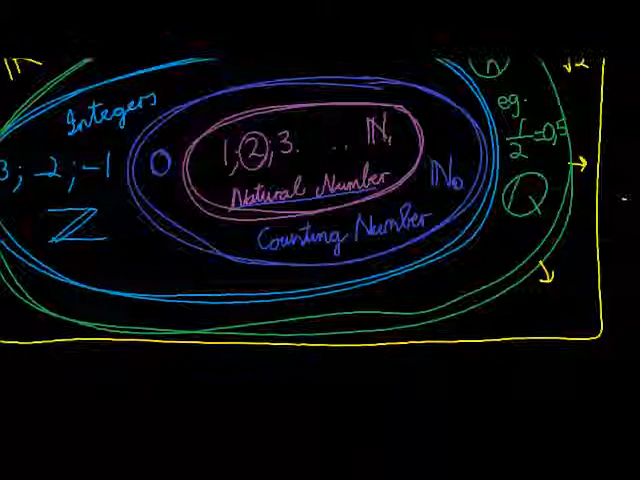 n
√2
Integers
eg.
1; 2; 3. .. N,
1/2 = 0,5
3; -2; -1
0
Natural Number
N₀
Z
Q
Counting Number